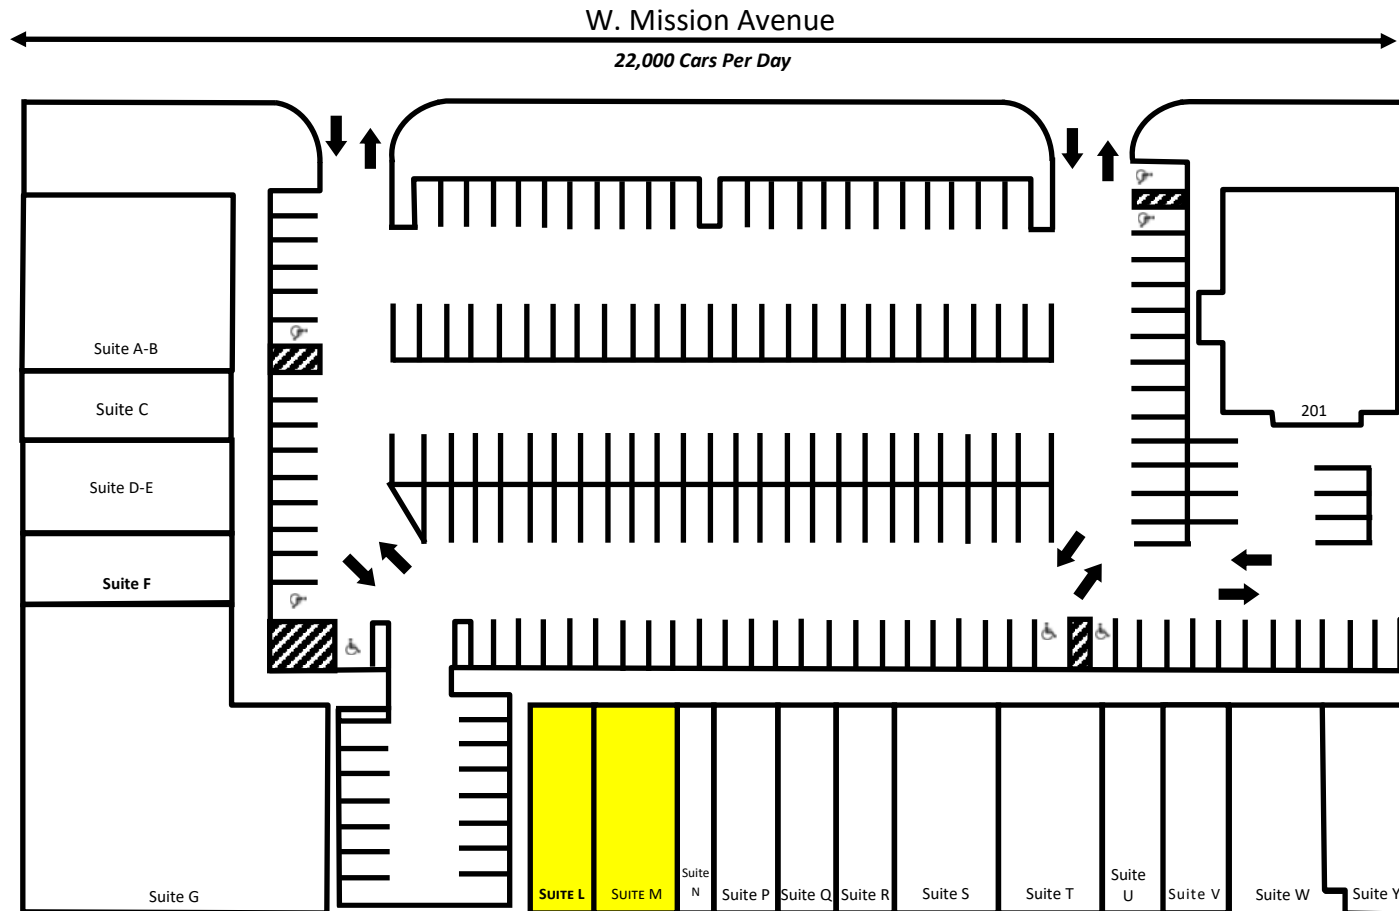 W. Mission Avenue
22,000 Cars Per Day
Suite A-B
Suite C
201
Suite D-E
Suite F
Suite G
SUITE L
SUITE M
Suite
N
Suite P
Suite Q
Suite R
Suite S
Suite T
Suite
U
Suite V
Suite W
Suite Y